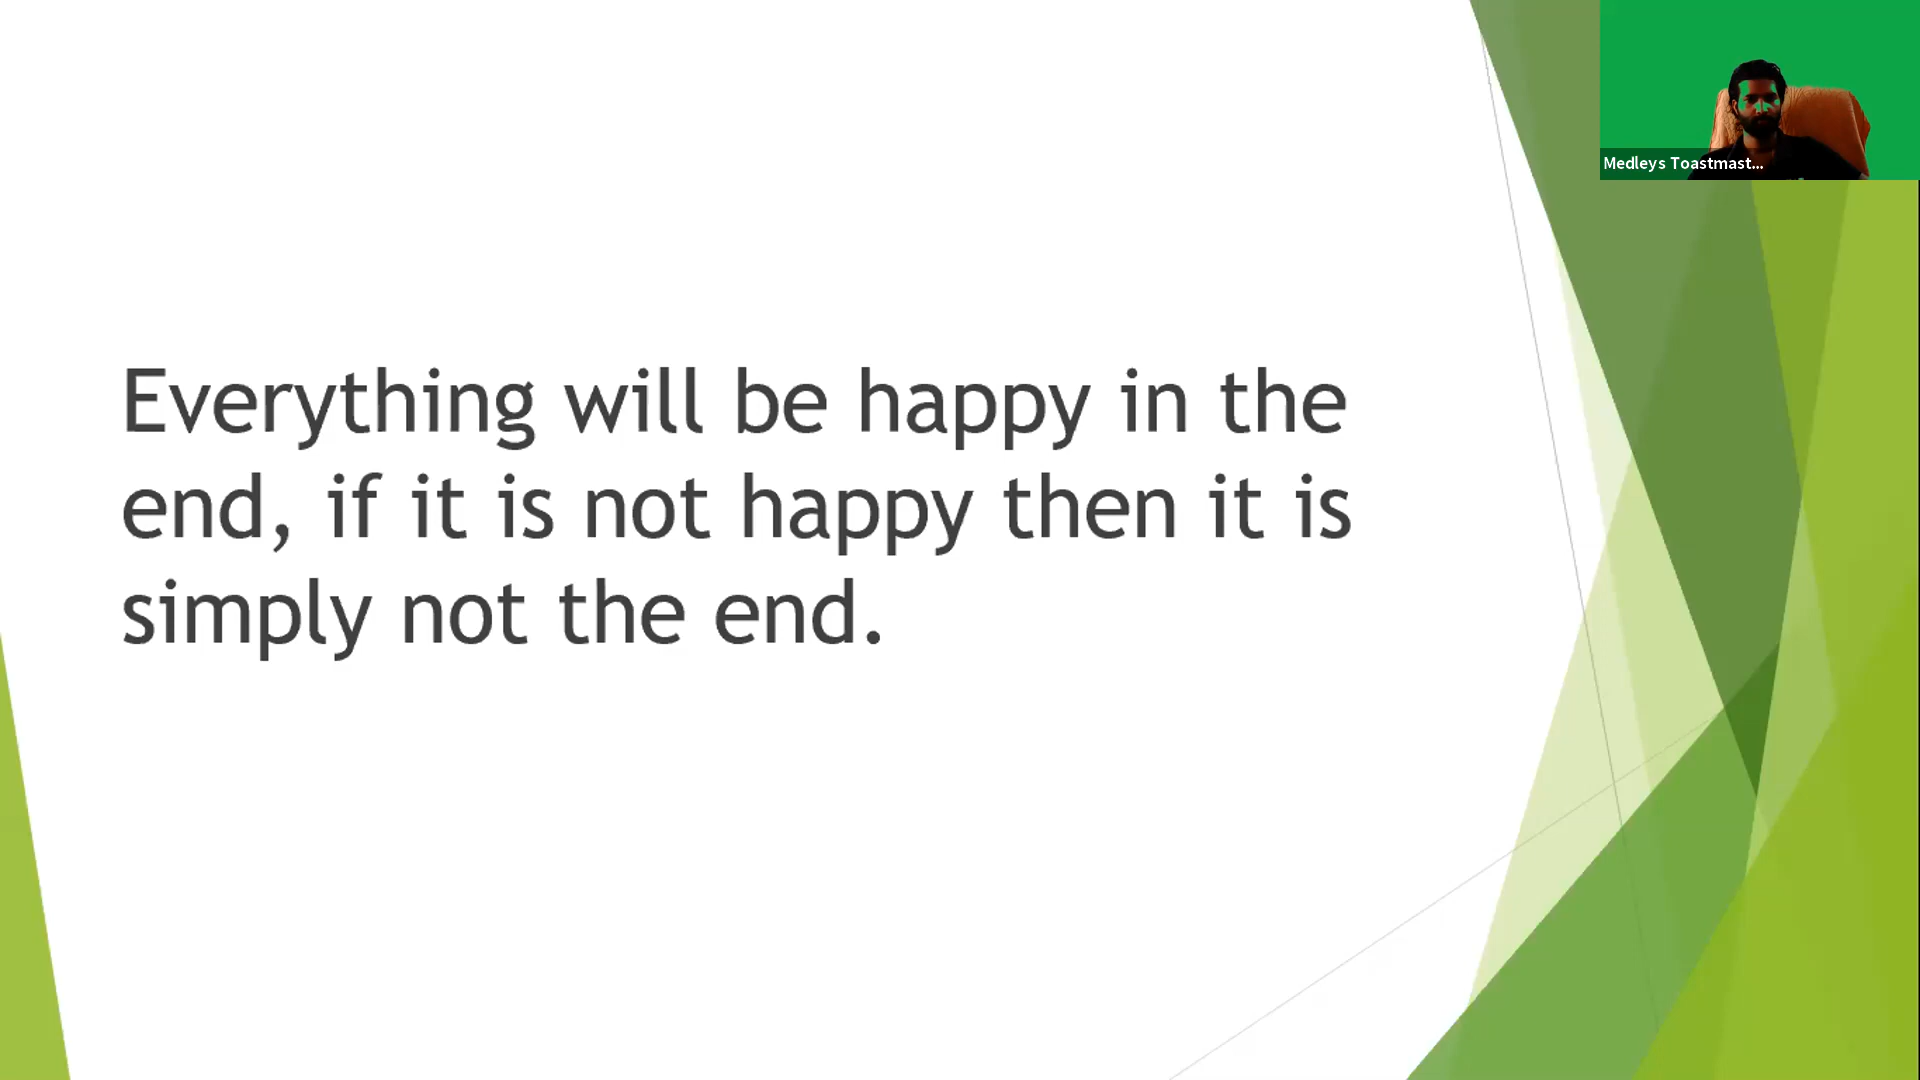 Medleys Toastmast...
Everything will be happy in the
end, if it is not happy then it is
simply not the end.